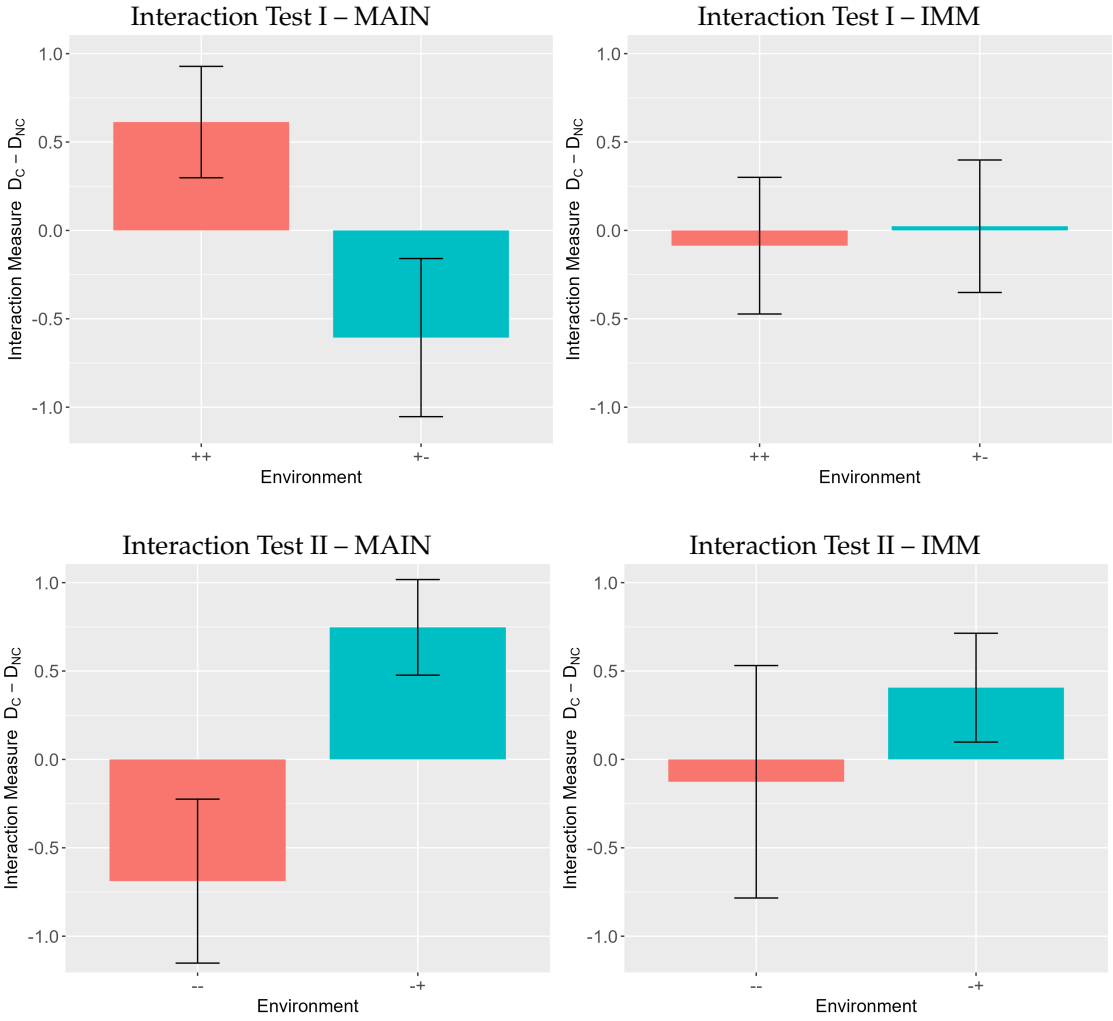 Interaction Test I – MAIN
Interaction Measure D_C – D_NC
1.0
0.5
0.0
-0.5
-1.0
++ +-
Environment
Interaction Test I – IMM
Interaction Measure D_C – D_NC
1.0
0.5
0.0
-0.5
-1.0
++ +-
Environment
Interaction Test II – MAIN
Interaction Measure D_C – D_NC
1.0
0.5
0.0
-0.5
-1.0
-- -+
Environment
Interaction Test II – IMM
Interaction Measure D_C – D_NC
1.0
0.5
0.0
-0.5
-1.0
-- -+
Environment